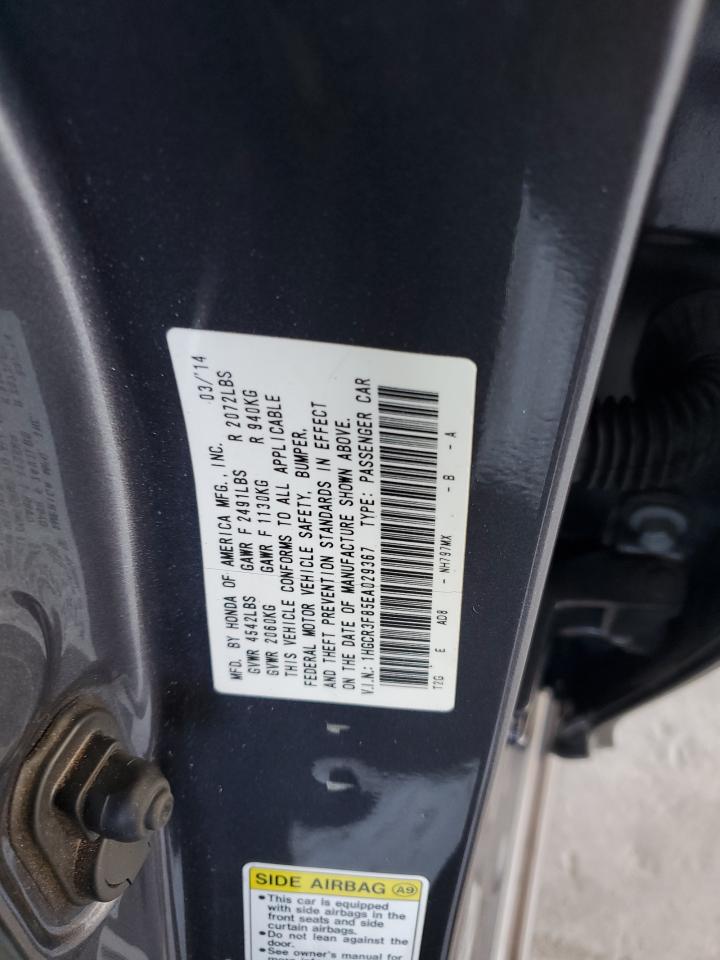 MFD. BY HONDA OF AMERICA MFG., INC. 03/'14
GVWR 4542LBS GAWR F 2491LBS R 2072LBS
GVWR 2060KG GAWR F 1130KG R 940KG
THIS VEHICLE CONFORMS TO ALL APPLICABLE
FEDERAL MOTOR VEHICLE SAFETY, BUMPER,
AND THEFT PREVENTION STANDARDS IN EFFECT
ON THE DATE OF MANUFACTURE SHOWN ABOVE.
V.I.N.: 1HGCR3F85EA029367 TYPE: PASSENGER CAR
T2G E AD8 - NH797MX - B - A
SIDE AIRBAG A9
• This car is equipped
with side airbags in the
front seats and side
curtain airbags.
• Do not lean against the
door.
• See owner's manual for